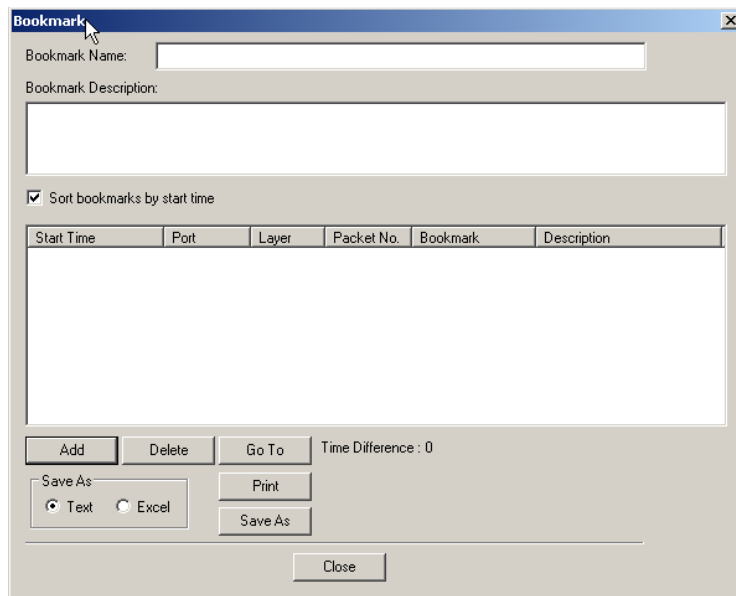 Bookmark
Bookmark Name:
Bookmark Description:
Sort bookmarks by start time
Start Time Port Layer Packet No. Bookmark Description
Add Delete Go To Time Difference : 0
Save As Print
Text Excel
Save As
Close